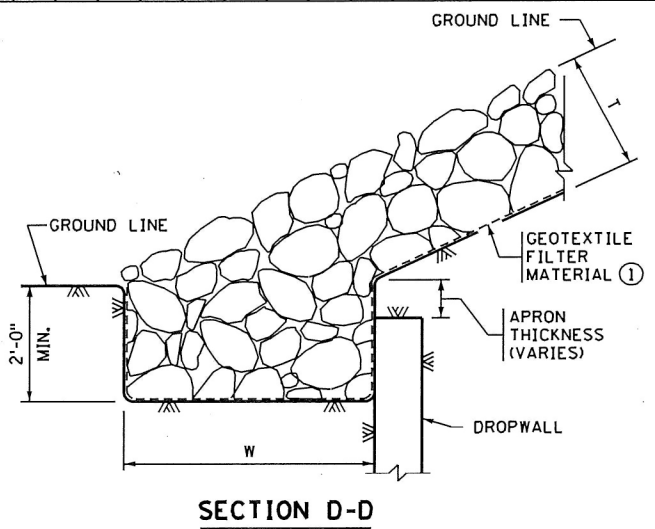 GROUND LINE
T
GROUND LINE
GEOTEXTILE
FILTER
MATERIAL ①
2'-0"
MIN.
APRON
THICKNESS
(VARIES)
W
DROPWALL
SECTION D-D